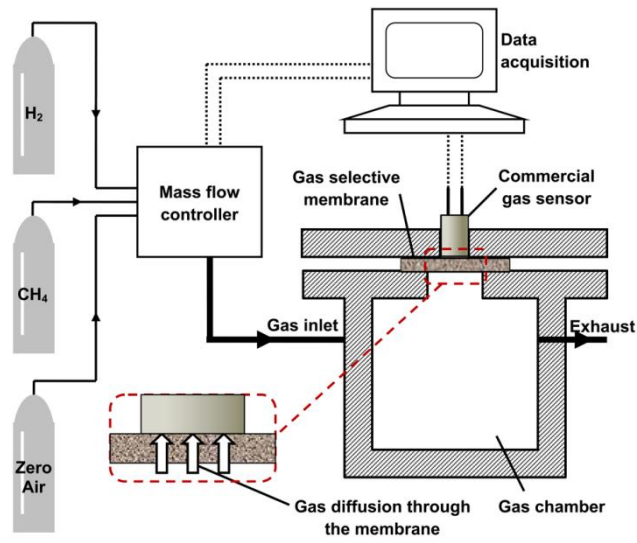 Data
acquisition
H₂
Mass flow
controller
Gas selective
membrane
Commercial
gas sensor
CH₄
Gas inlet
Exhaust
Zero
Air
Gas diffusion through
the membrane
Gas chamber